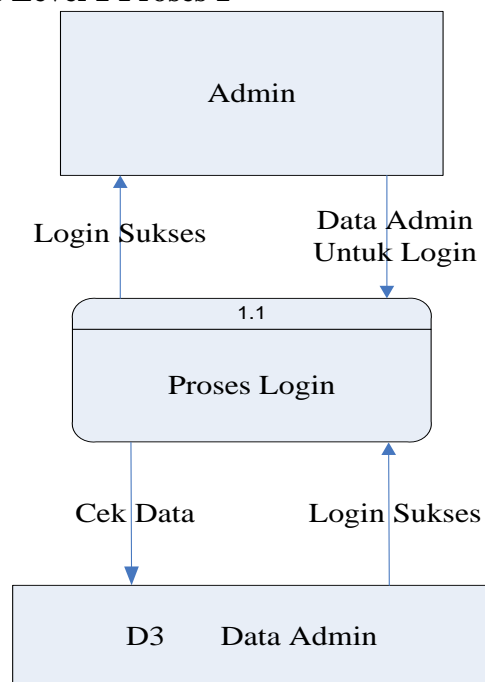 Admin
Login Sukses
Data Admin
Untuk Login
1.1
Proses Login
Cek Data
Login Sukses
D3 Data Admin